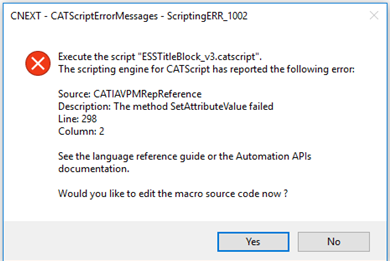 CNEXT - CATScriptErrorMessages - ScriptingERR_1002
Execute the script "ESSTitleBlock_v3.catscript".
The scripting engine for CATScript has reported the following error:
Source: CATIAVPMRepReference
Description: The method SetAttributeValue failed
Line: 298
Column: 2
See the language reference guide or the Automation APIs
documentation.
Would you like to edit the macro source code now ?
Yes
No